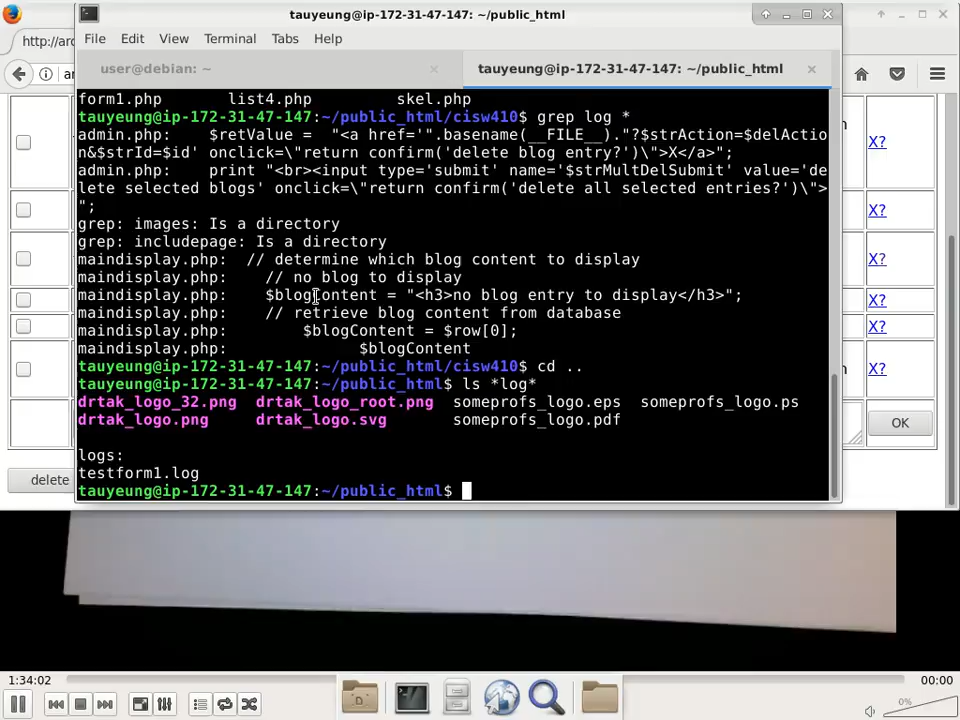 tauyeung@ip-172-31-47-147: ~/public_html
File Edit View Terminal Tabs Help
http://arc
user@debian: ~
tauyeung@ip-172-31-47-147: ~/public_html
form1.php list4.php skel.php
tauyeung@ip-172-31-47-147:~/public_html/cisw410$ grep log *
admin.php: $retValue = "<a href='".basename(__FILE__)."?$strAction=$delActio
n&$strId=$id' onclick=\"return confirm('delete blog entry?')\">X</a>";
admin.php: print "<br><input type='submit' name='$strMultDelSubmit' value='de
lete selected blogs' onclick=\"return confirm('delete all selected entries?')\">
";
grep: images: Is a directory
grep: includepage: Is a directory
maindisplay.php: // determine which blog content to display
maindisplay.php: // no blog to display
maindisplay.php: $blogContent = "<h3>no blog entry to display</h3>";
maindisplay.php: // retrieve blog content from database
maindisplay.php: $blogContent = $row[0];
maindisplay.php: $blogContent
tauyeung@ip-172-31-47-147:~/public_html/cisw410$ cd ..
tauyeung@ip-172-31-47-147:~/public_html$ ls *log*
drtak_logo_32.png drtak_logo_root.png someprofs_logo.eps someprofs_logo.ps
drtak_logo.png drtak_logo.svg someprofs_logo.pdf
logs:
testform1.log
tauyeung@ip-172-31-47-147:~/public_html$
X?
X?
X?
X?
X?
X?
OK
delete
1:34:02
00:00
0%